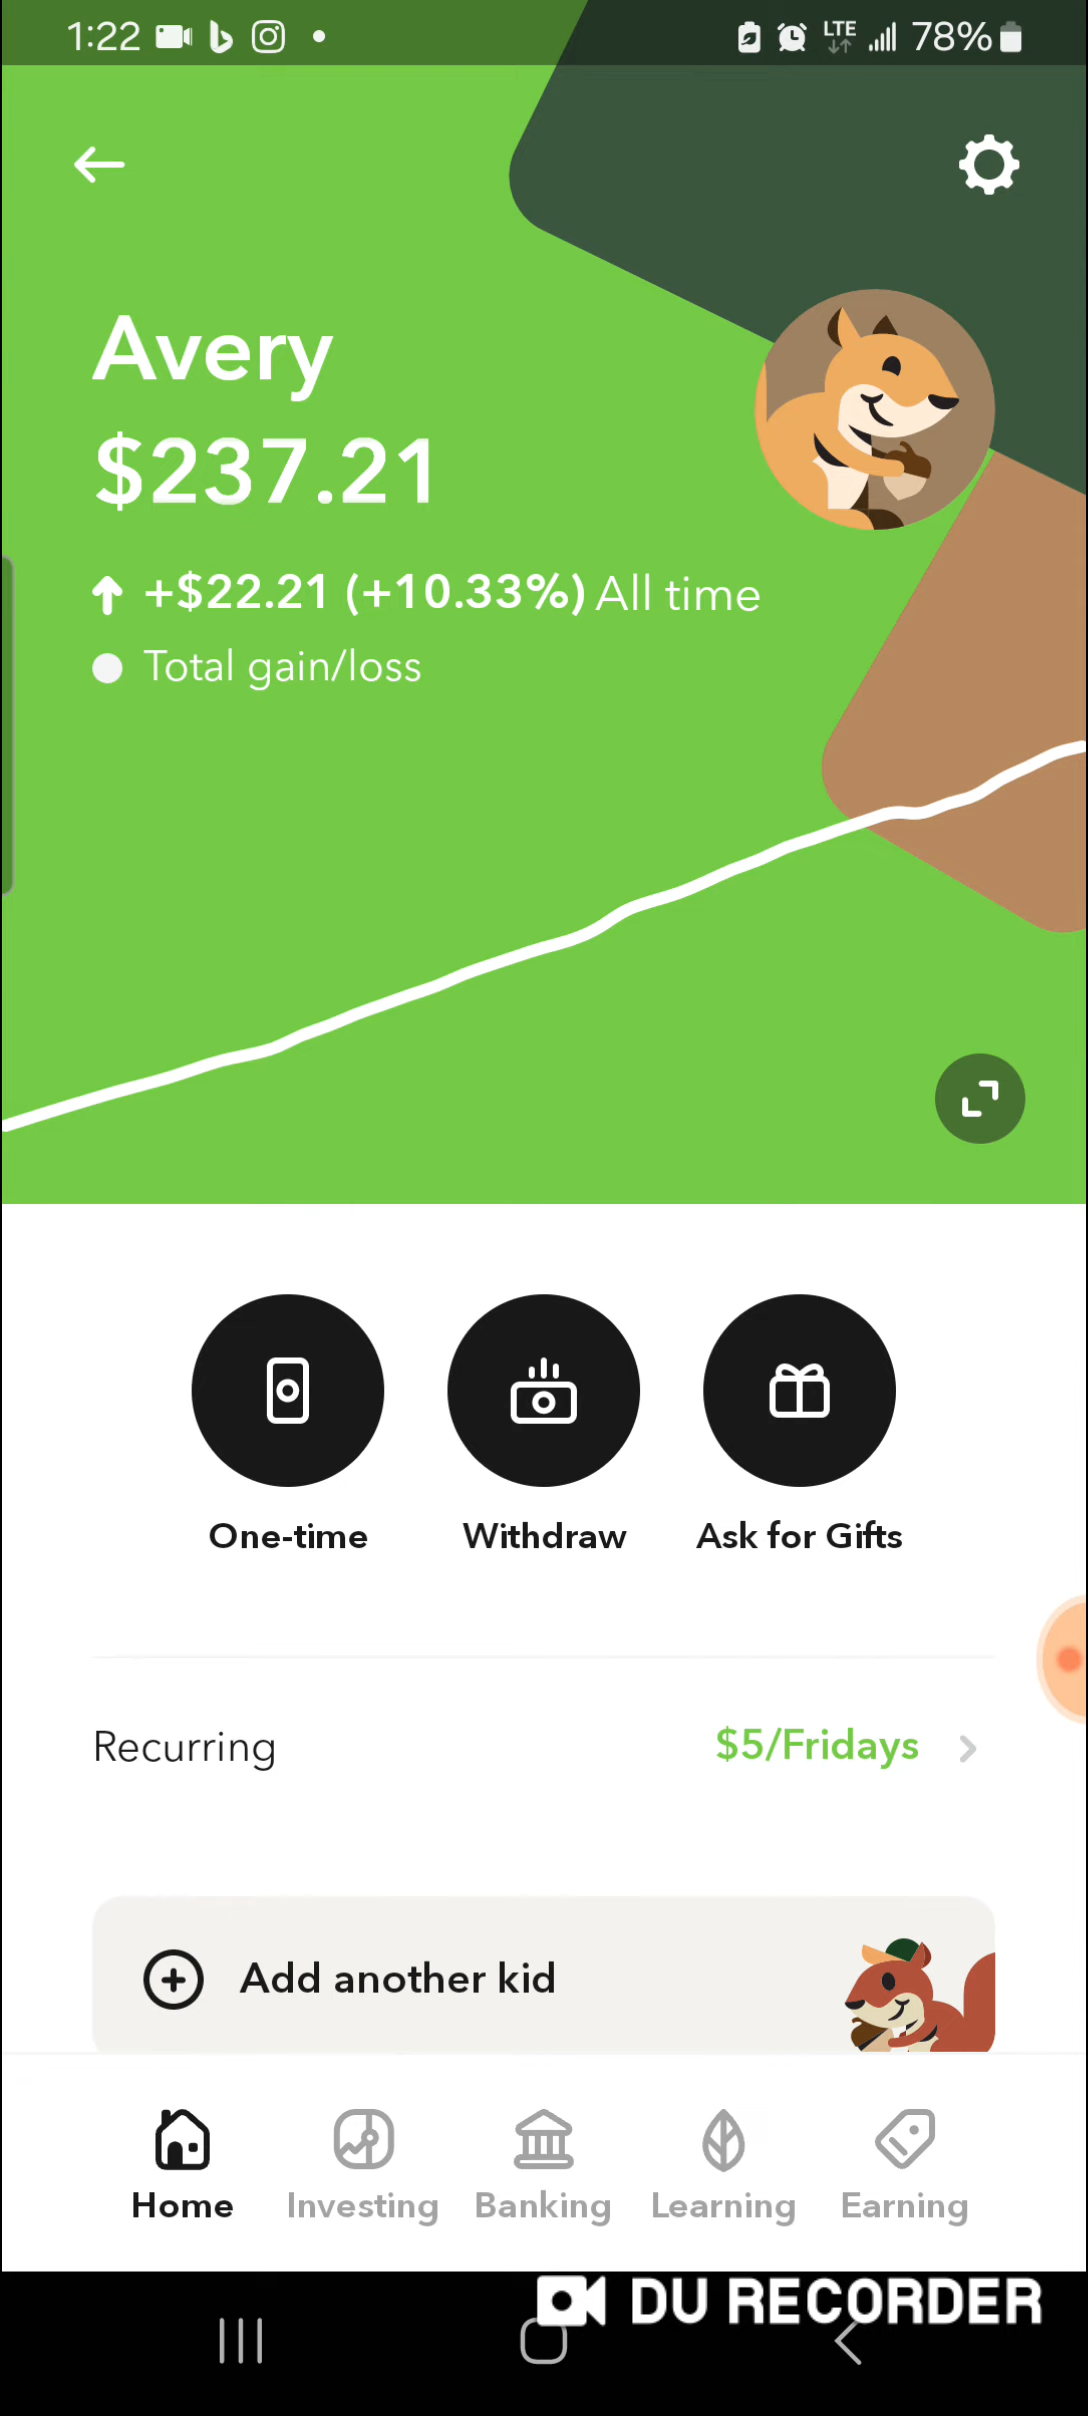 1:22
LTE 78%
Avery
$237.21
+$22.21 (+10.33%) All time
Total gain/loss
One-time Withdraw Ask for Gifts
Recurring $5/Fridays
Add another kid
Home Investing Banking Learning Earning
DU RECORDER